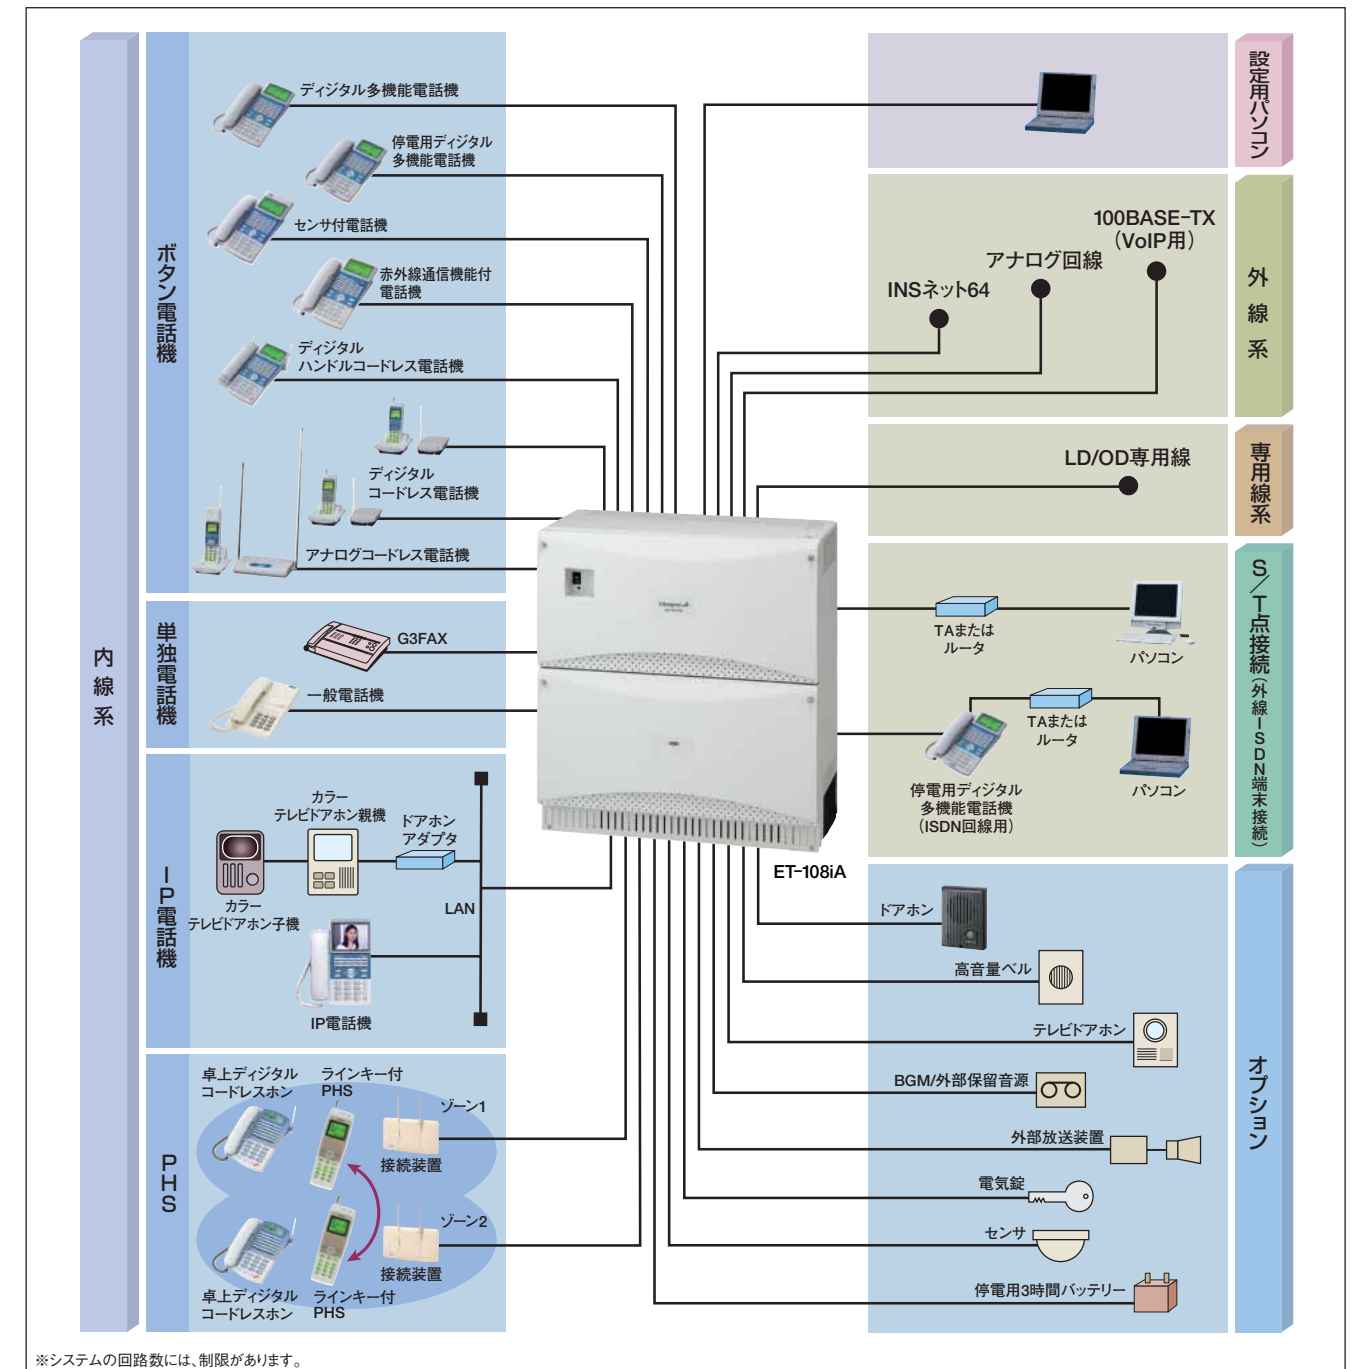 内線系
ボタン電話機
ディジタル多機能電話機
停電用ディジタル
多機能電話機
センサ付電話機
赤外線通信機能付
電話機
ディジタル
ハンドルコードレス電話機
ディジタル
コードレス電話機
アナログコードレス電話機
単独電話機
G3FAX
一般電話機
IP電話機
カラー
テレビドアホン親機
ドアホン
アダプタ
カラー
テレビドアホン子機
LAN
IP電話機
PHS
卓上ディジタル
コードレスホン
ラインキー付
PHS
ゾーン1
接続装置
ゾーン2
接続装置
卓上ディジタル
コードレスホン
ラインキー付
PHS
ET-108iA
設定用パソコン
外線系
100BASE-TX
(VoIP用)
アナログ回線
INSネット64
専用線系
LD/OD専用線
S/T点接続(外線ISDN端末接続)
TAまたは
ルータ
パソコン
TAまたは
ルータ
パソコン
停電用ディジタル
多機能電話機
(ISDN回線用)
オプション
ドアホン
高音量ベル
テレビドアホン
BGM/外部保留音源
外部放送装置
電気錠
センサ
停電用3時間バッテリー
※システムの回路数には、制限があります。